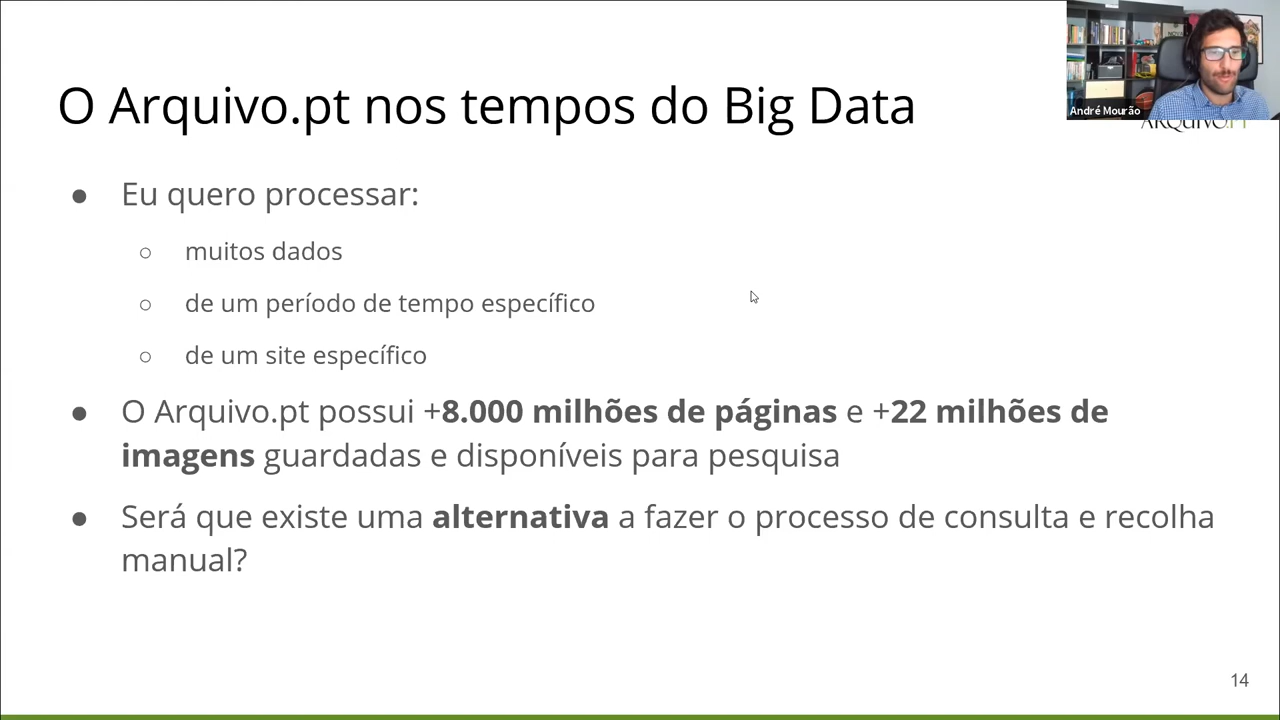 O Arquivo.pt nos tempos do Big Data
André Mourão
ARQUIVO.PT
● Eu quero processar:
○ muitos dados
○ de um período de tempo específico
○ de um site específico
● O Arquivo.pt possui +8.000 milhões de páginas e +22 milhões de
imagens guardadas e disponíveis para pesquisa
● Será que existe uma alternativa a fazer o processo de consulta e recolha
manual?
14